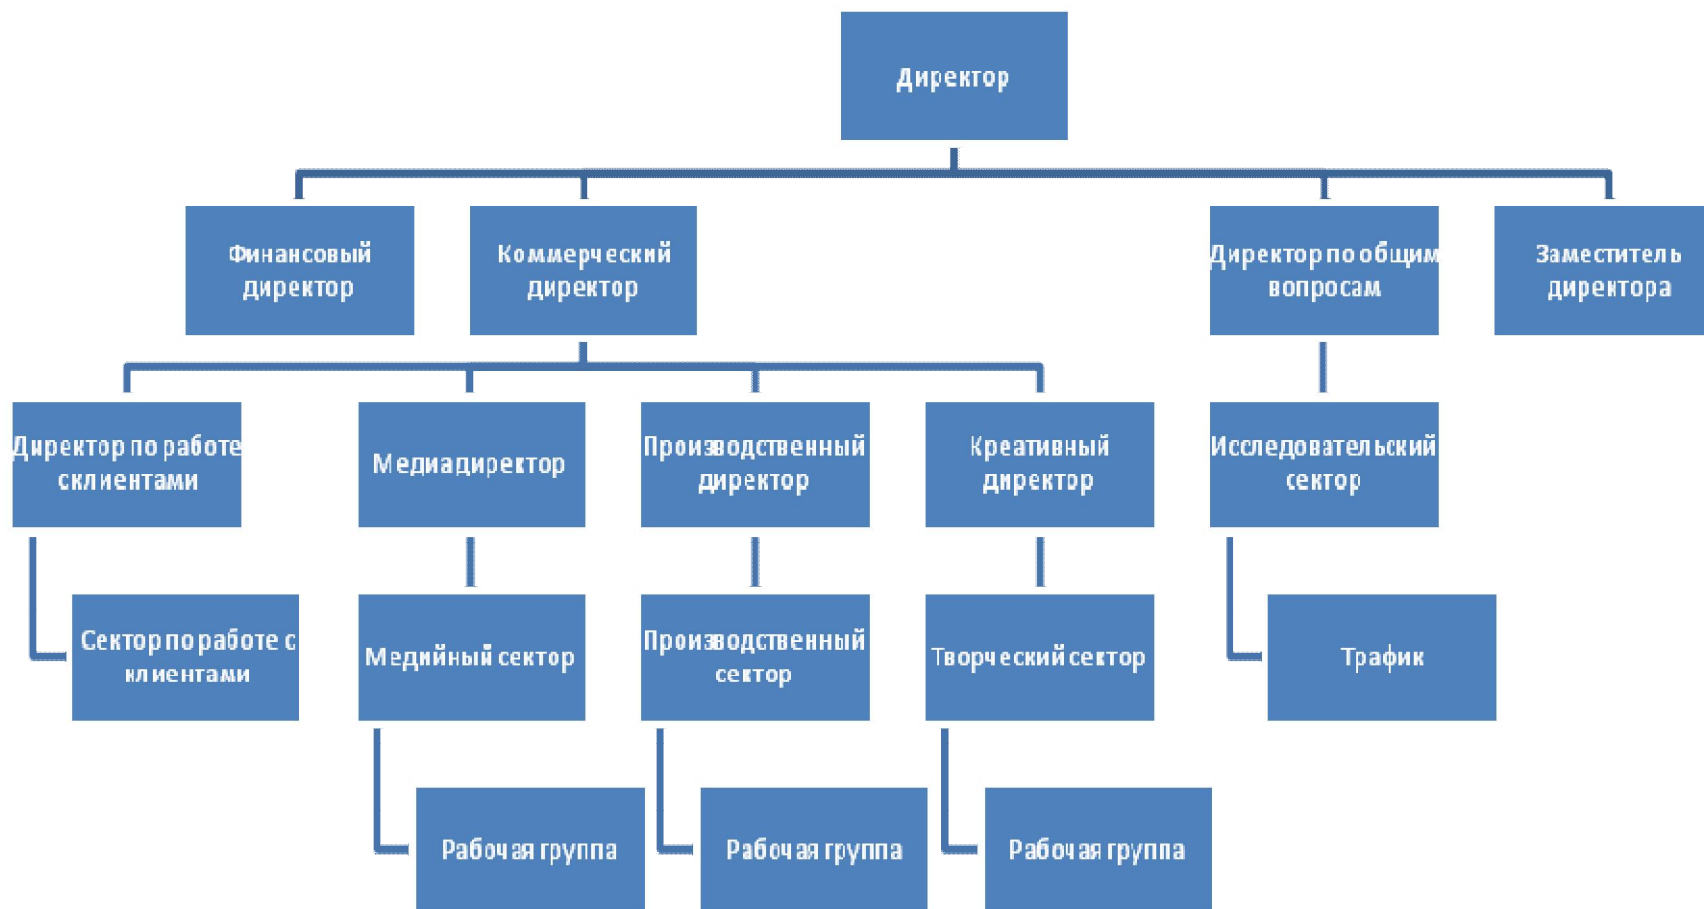 Директор
Финансовый
директор
Коммерческий
директор
Директор по общим
вопросам
Заместитель
директора
Директор по работе
склиентами
Медиадиректор
Производственный
директор
Креативный
директор
Исследовательский
сектор
Сектор по работе с
клиентами
Медийный сектор
Производственный
сектор
Творческий сектор
Трафик
Рабочая группа
Рабочая группа
Рабочая группа